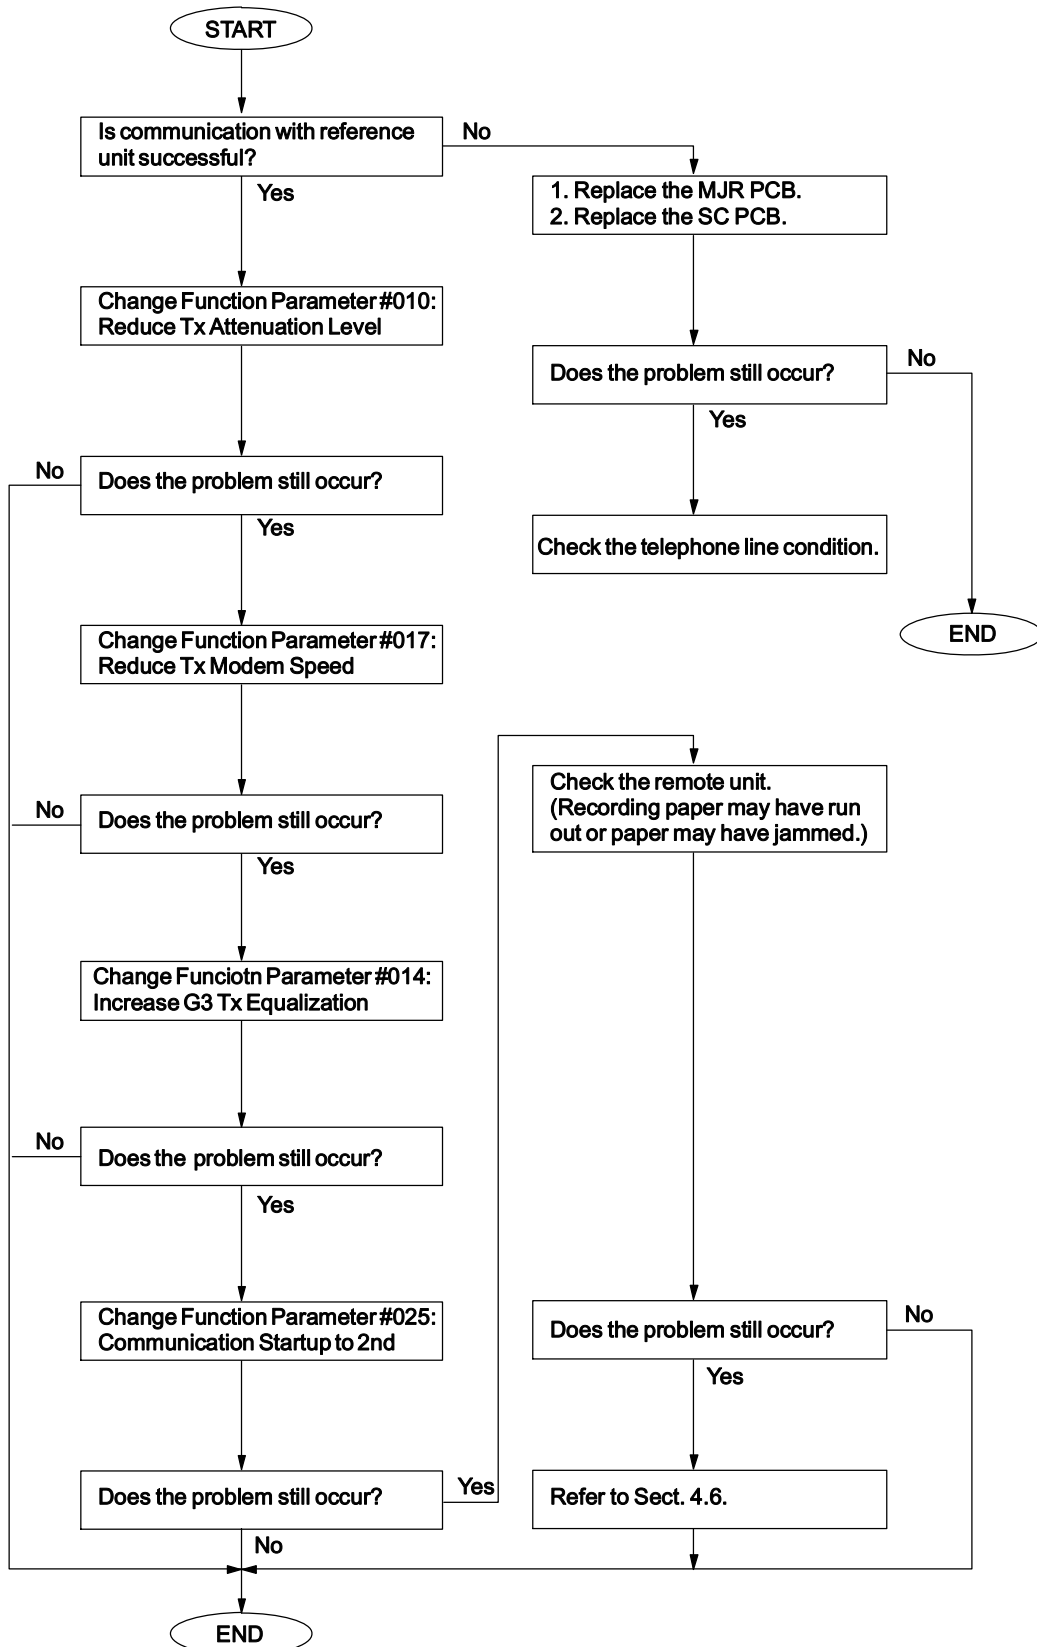 START
Is communication with reference
unit successful?
No
Yes
1. Replace the MJR PCB.
2. Replace the SC PCB.
Change Function Parameter #010:
Reduce Tx Attenuation Level
Does the problem still occur?
No
Yes
Check the telephone line condition.
END
No
Does the problem still occur?
Yes
Change Function Parameter #017:
Reduce Tx Modem Speed
No
Does the problem still occur?
Yes
Change Funciotn Parameter #014:
Increase G3 Tx Equalization
No
Does the problem still occur?
Yes
Change Function Parameter #025:
Communication Startup to 2nd
Does the problem still occur?
Yes
No
Check the remote unit.
(Recording paper may have run
out or paper may have jammed.)
Does the problem still occur?
No
Yes
Refer to Sect. 4.6.
END